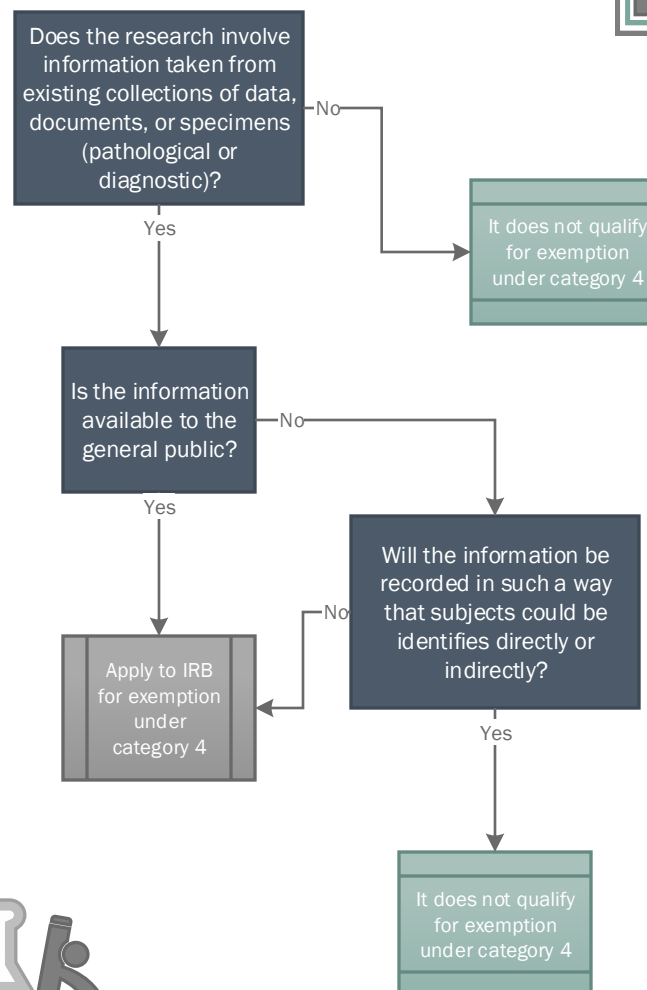 Does the research involve
information taken from
existing collections of data,
documents, or specimens
(pathological or
diagnostic)?
No
Yes
It does not qualify
for exemption
under category 4
Is the information
available to the
general public?
No
Yes
Will the information be
recorded in such a way
that subjects could be
identifies directly or
indirectly?
No
Apply to IRB
for exemption
under
category 4
Yes
It does not qualify
for exemption
under category 4